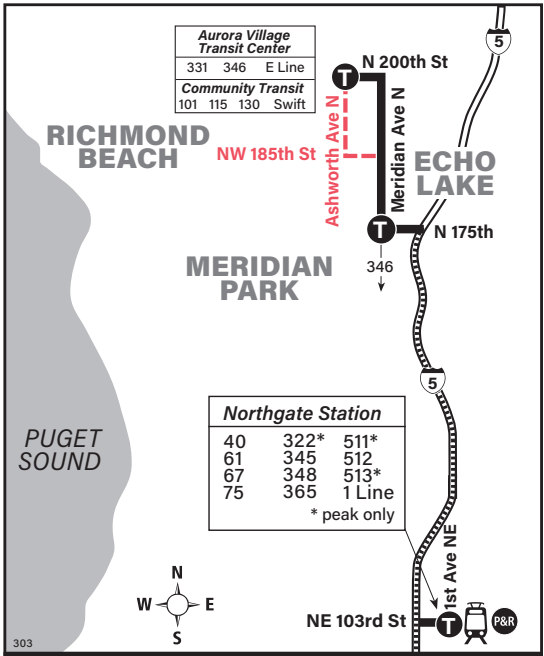 Aurora Village
Transit Center
331 346 E Line
Community Transit
101 115 130 Swift
5
T
N 200th St
RICHMOND
BEACH
NW 185th St
Ashworth Ave N
Meridian Ave N
ECHO
LAKE
T
N 175th
346
MERIDIAN
PARK
5
PUGET
SOUND
Northgate Station
40 322* 511*
61 345 512
67 348 513*
75 365 1 Line
* peak only
1st Ave NE
N
W E
S
NE 103rd St
T
P&R
303